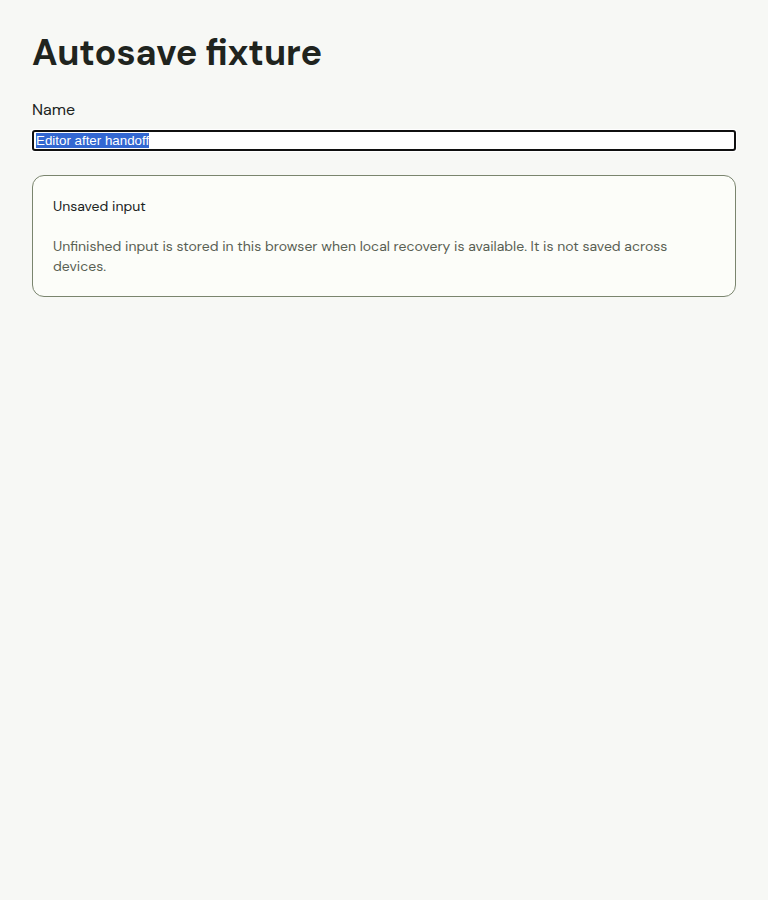 Autosave fixture
Name
Editor after handoff
Unsaved input
Unfinished input is stored in this browser when local recovery is available. It is not saved across
devices.